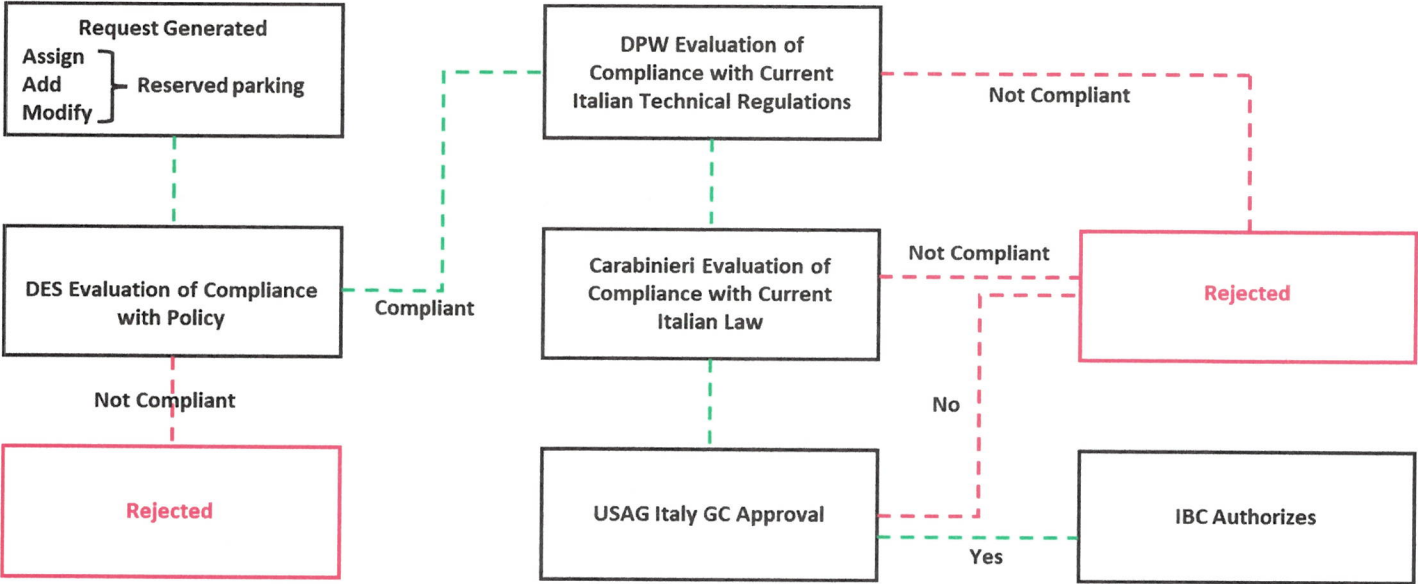 Request Generated
Assign
Add
Modify
Reserved parking
DES Evaluation of Compliance
with Policy
Not Compliant
Rejected
Compliant
DPW Evaluation of
Compliance with Current
Italian Technical Regulations
Not Compliant
Carabinieri Evaluation of
Compliance with Current
Italian Law
Not Compliant
Rejected
No
USAG Italy GC Approval
Yes
IBC Authorizes